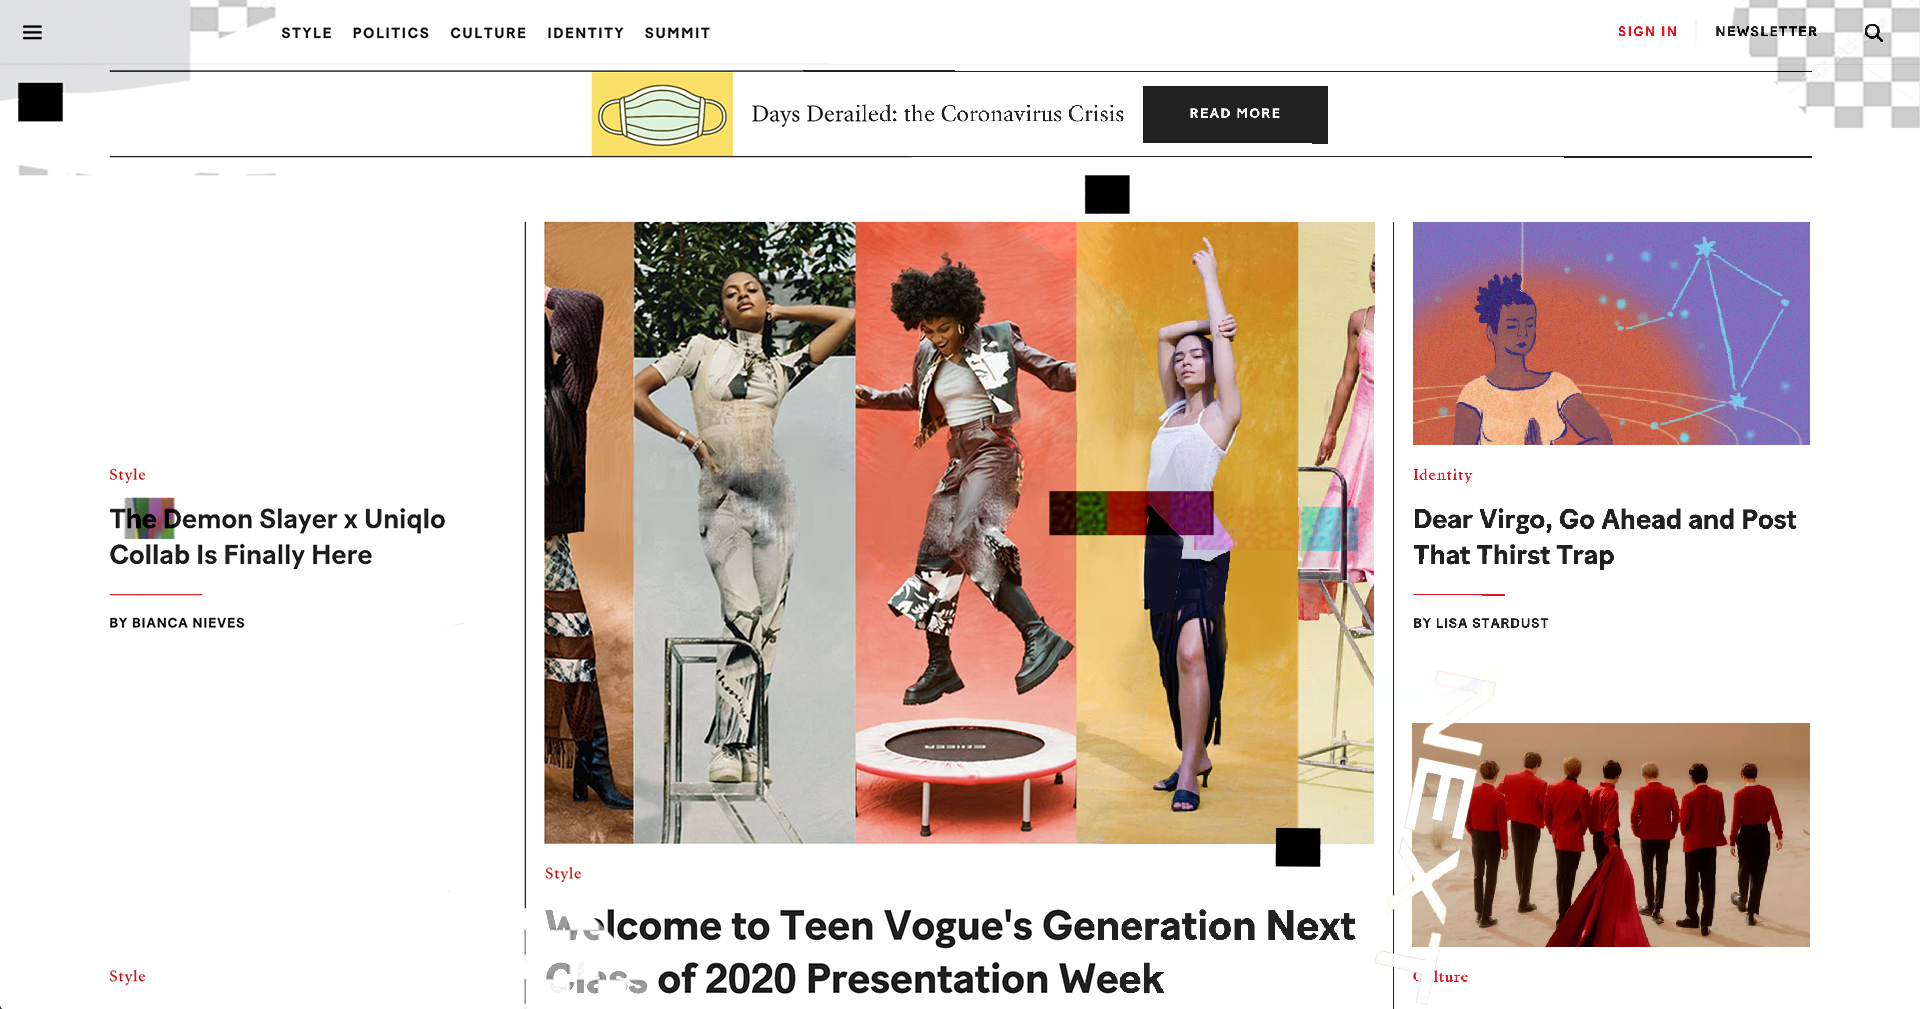 STYLE POLITICS CULTURE IDENTITY SUMMIT
SIGN IN NEWSLETTER
Days Derailed: the Coronavirus Crisis READ MORE
Style
The Demon Slayer x Uniqlo
Collab Is Finally Here
BY BIANCA NIEVES
Style
Style
Welcome to Teen Vogue's Generation Next
Class of 2020 Presentation Week
Identity
Dear Virgo, Go Ahead and Post
That Thirst Trap
BY LISA STARDUST
NEXT
Culture